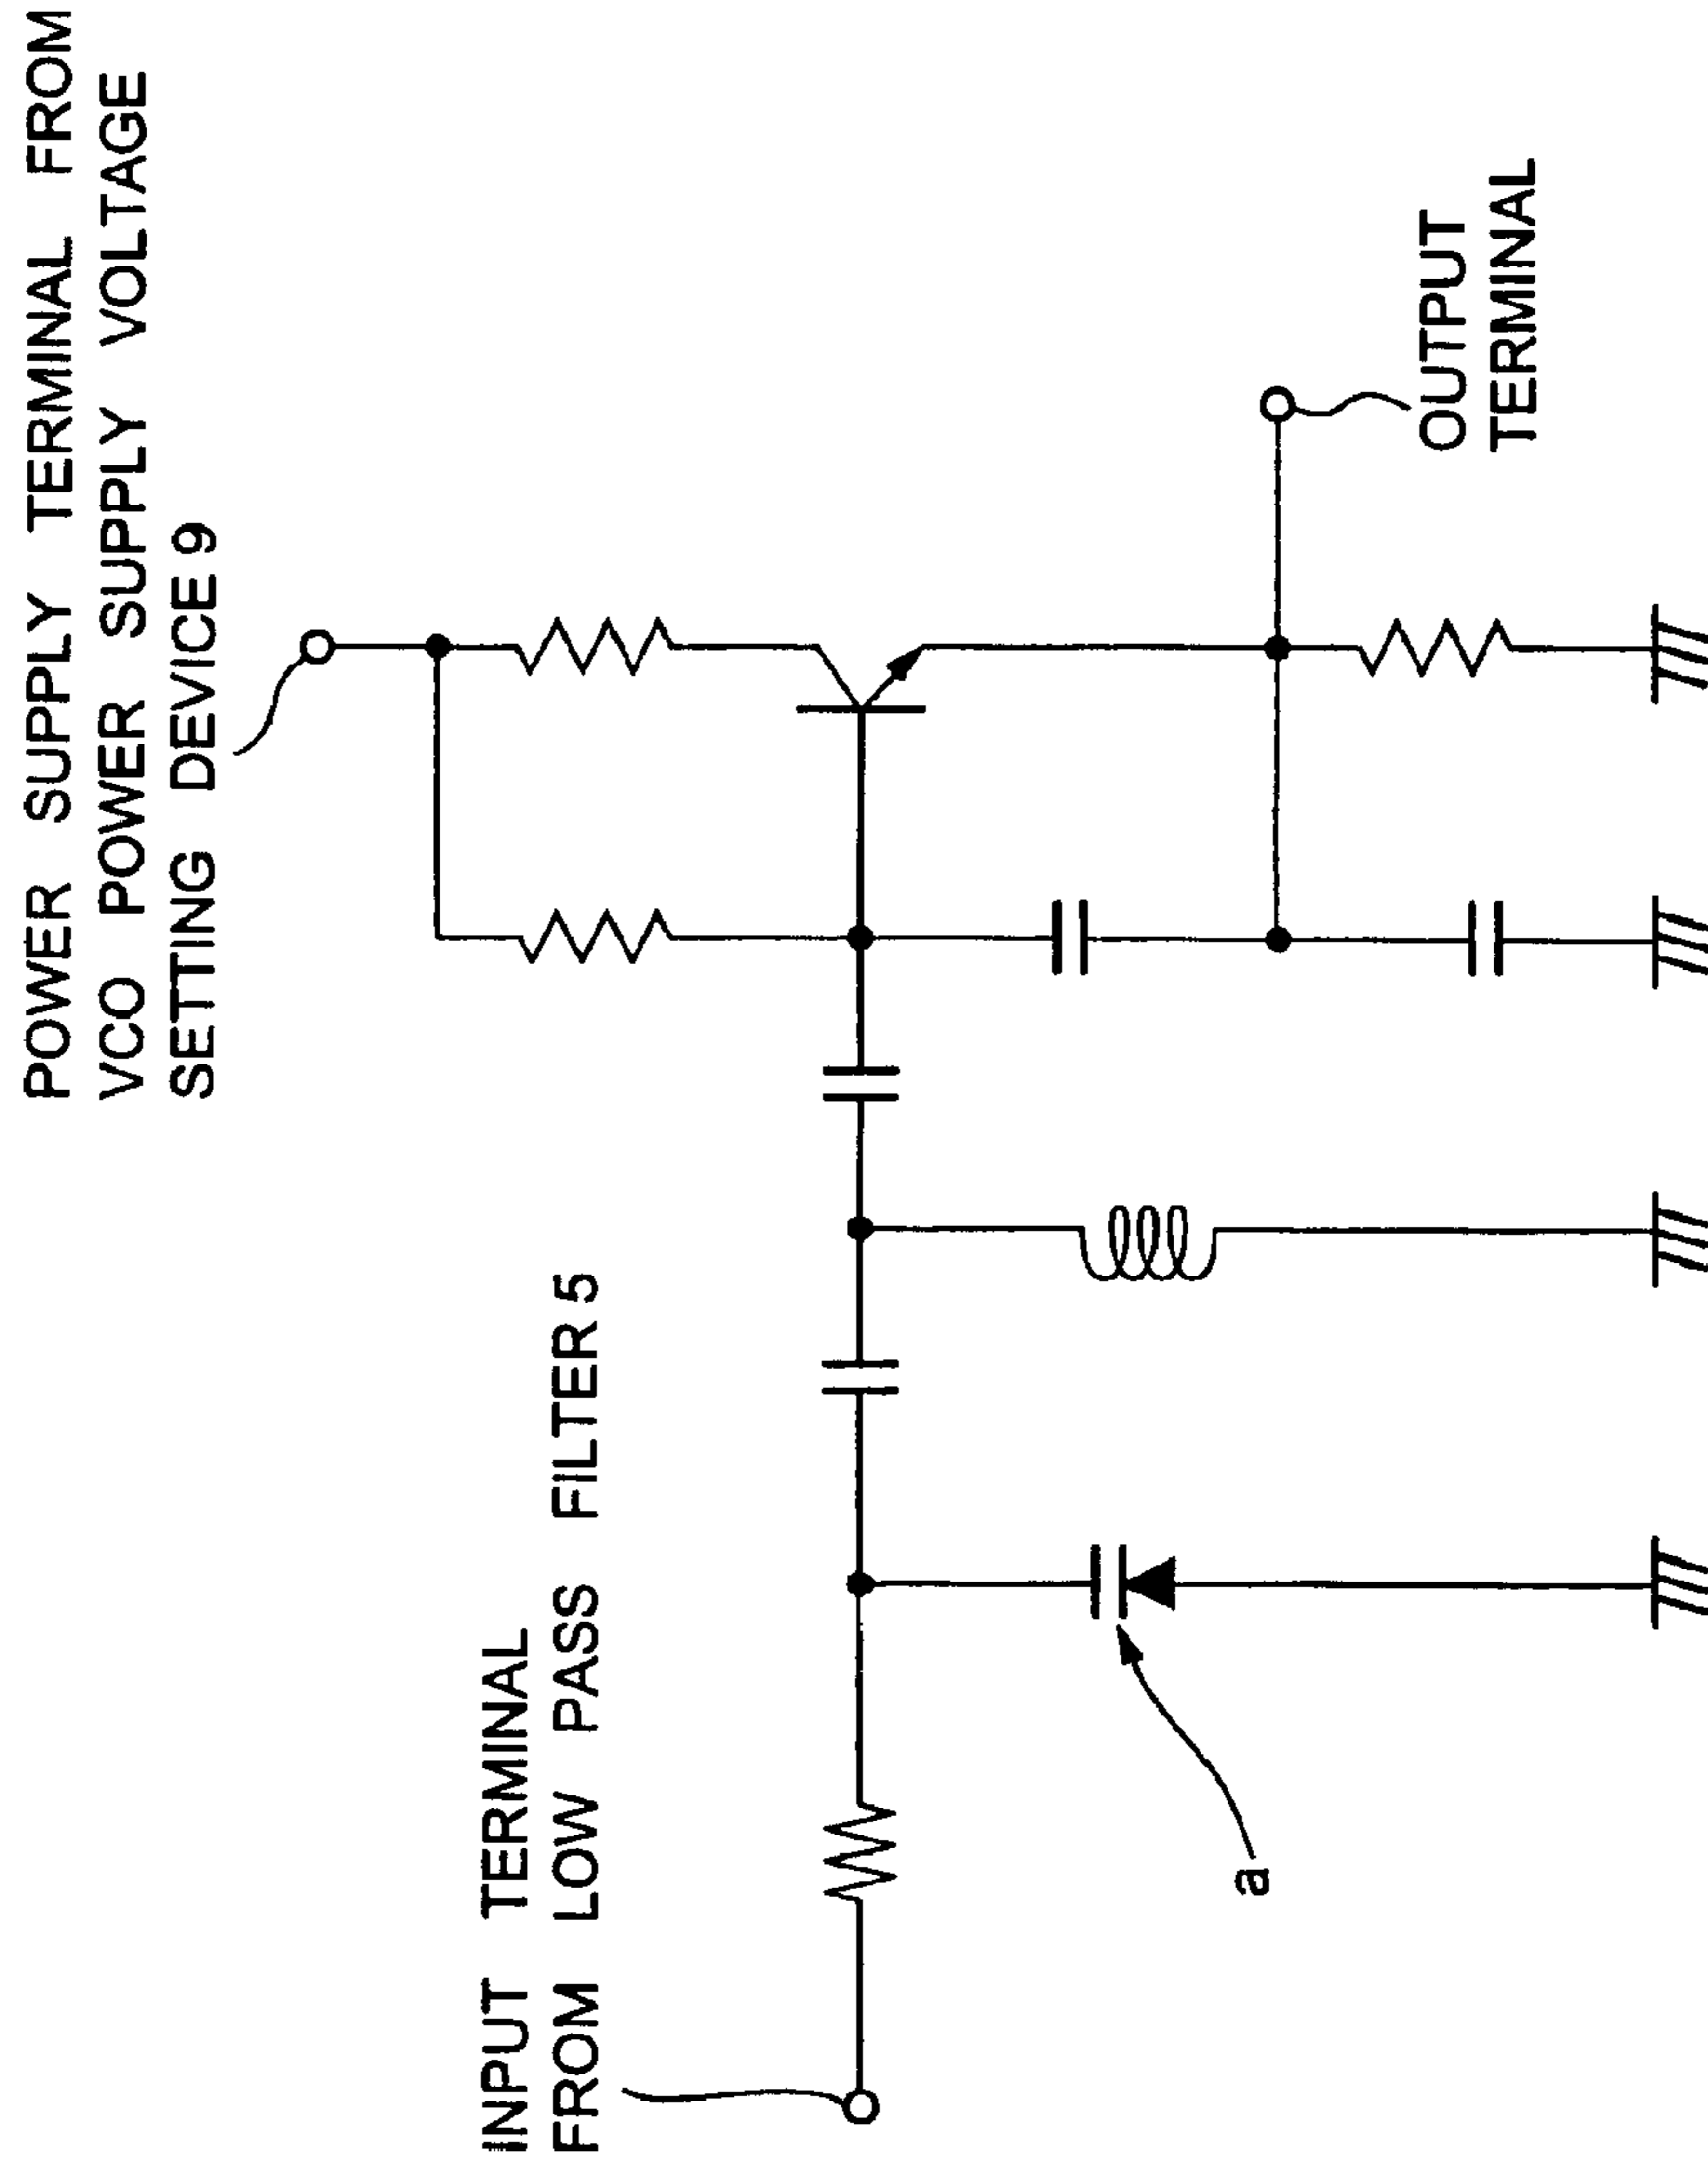 POWER SUPPLY TERMINAL FROM
VCO POWER SUPPLY VOLTAGE
SETTING DEVICE 9
INPUT TERMINAL
FROM LOW PASS FILTER 5
OUTPUT
TERMINAL
a